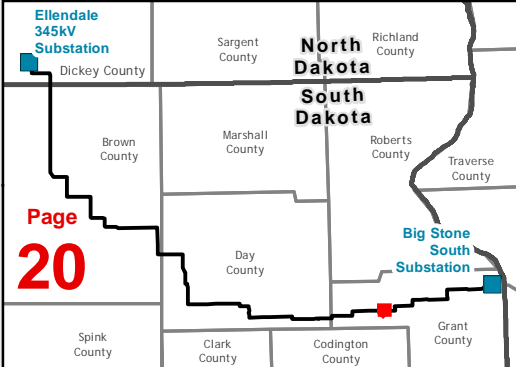 Ellendale
345kV
Substation
Dickey County
Sargent
County
North
Dakota
Richland
County
South
Dakota
Brown
County
Marshall
County
Roberts
County
Traverse
County
Page
20
Day
County
Big Stone
South
Substation
Spink
County
Clark
County
Codington
County
Grant
County